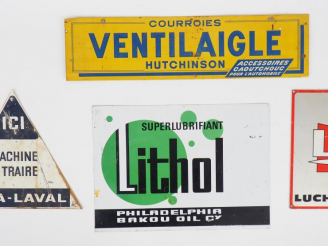 COURROIES
VENTILAIGLE
HUTCHINSON
ACCESSOIRES
CAOUTCHOUC
POUR L'AUTOMOBILE
ICI
MACHINE
TRAIRE
A-LAVAL
SUPERLUBRIFIANT
Lithol
PHILADELPHIA
BAKOU OIL Cy
LUCH